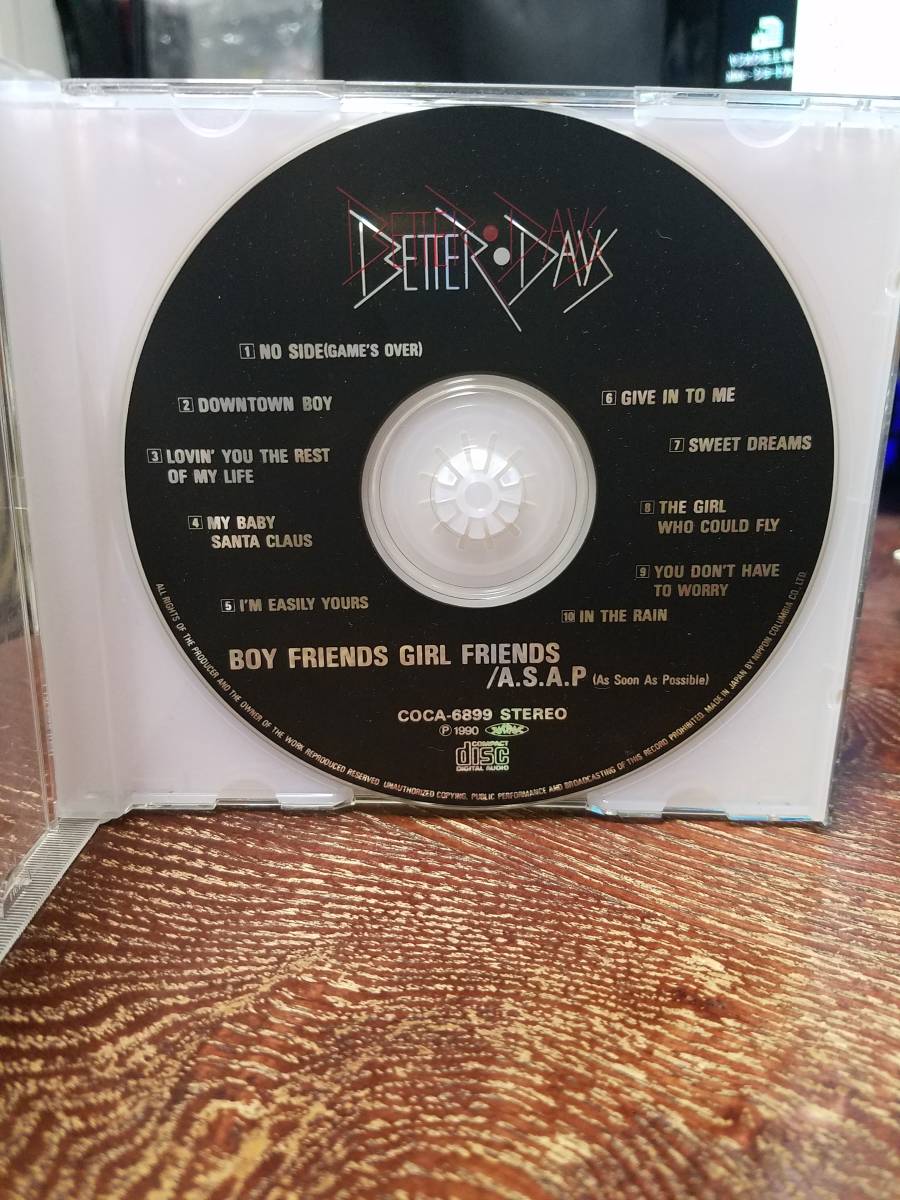 BETTER•DAYS
1 NO SIDE(GAME'S OVER)
2 DOWNTOWN BOY
3 LOVIN' YOU THE REST
OF MY LIFE
4 MY BABY
SANTA CLAUS
5 I'M EASILY YOURS
6 GIVE IN TO ME
7 SWEET DREAMS
8 THE GIRL
WHO COULD FLY
9 YOU DON'T HAVE
TO WORRY
10 IN THE RAIN
BOY FRIENDS GIRL FRIENDS
/A.S.A.P (As Soon As Possible)
COCA-6899 STEREO
Ⓟ1990
COMPACT
disc
DIGITAL AUDIO
ALL RIGHTS OF THE PRODUCER AND THE OWNER OF THE WORK REPRODUCED RESERVED. UNAUTHORIZED COPYING, PUBLIC PERFORMANCE AND BROADCASTING OF THIS RECORD PROHIBITED. MADE IN JAPAN BY NIPPON COLUMBIA CO.,LTD.